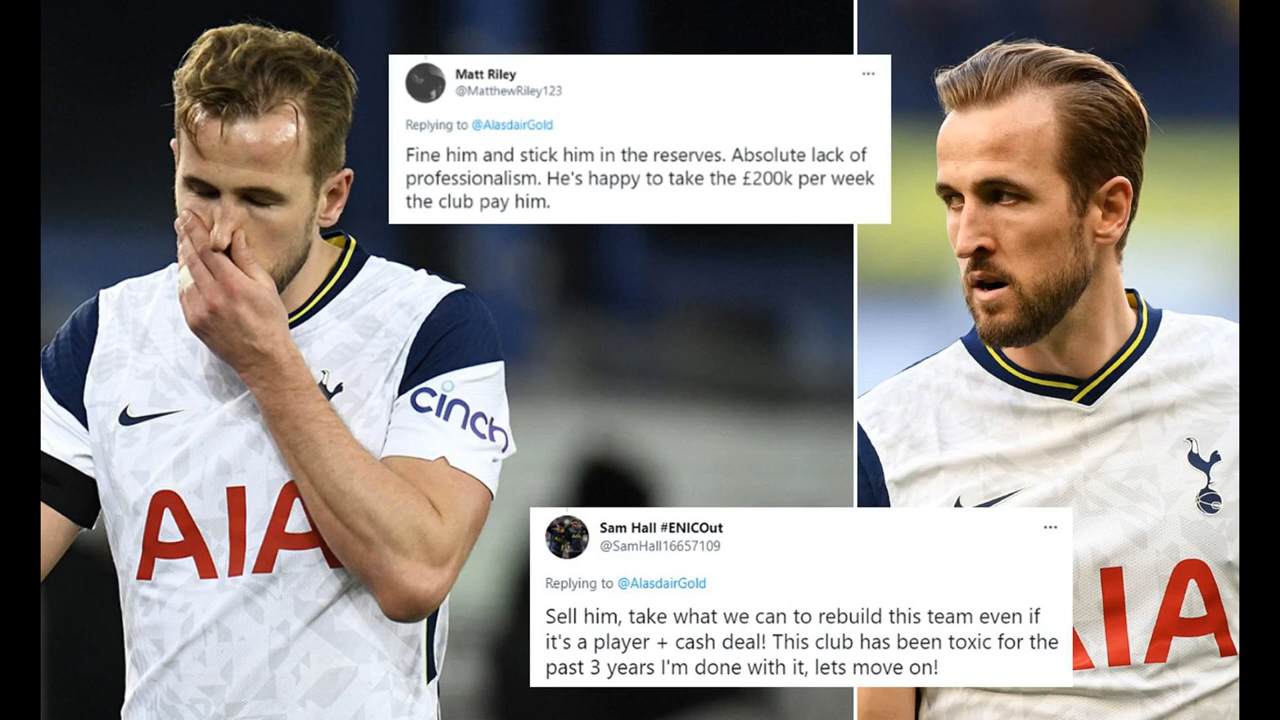 Matt Riley
@MatthewRiley123
Replying to @AlasdairGold
Fine him and stick him in the reserves. Absolute lack of
professionalism. He's happy to take the £200k per week
the club pay him.
cinch
AIA
Sam Hall #ENICOut
@SamHall16657109
Replying to @AlasdairGold
Sell him, take what we can to rebuild this team even if
it's a player + cash deal! This club has been toxic for the
past 3 years I'm done with it, lets move on!
AIA